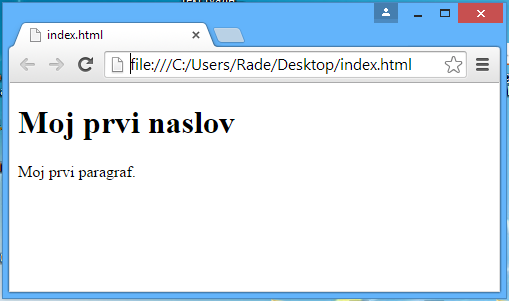 index.html
file:///C:/Users/Rade/Desktop/index.html
Moj prvi naslov
Moj prvi paragraf.